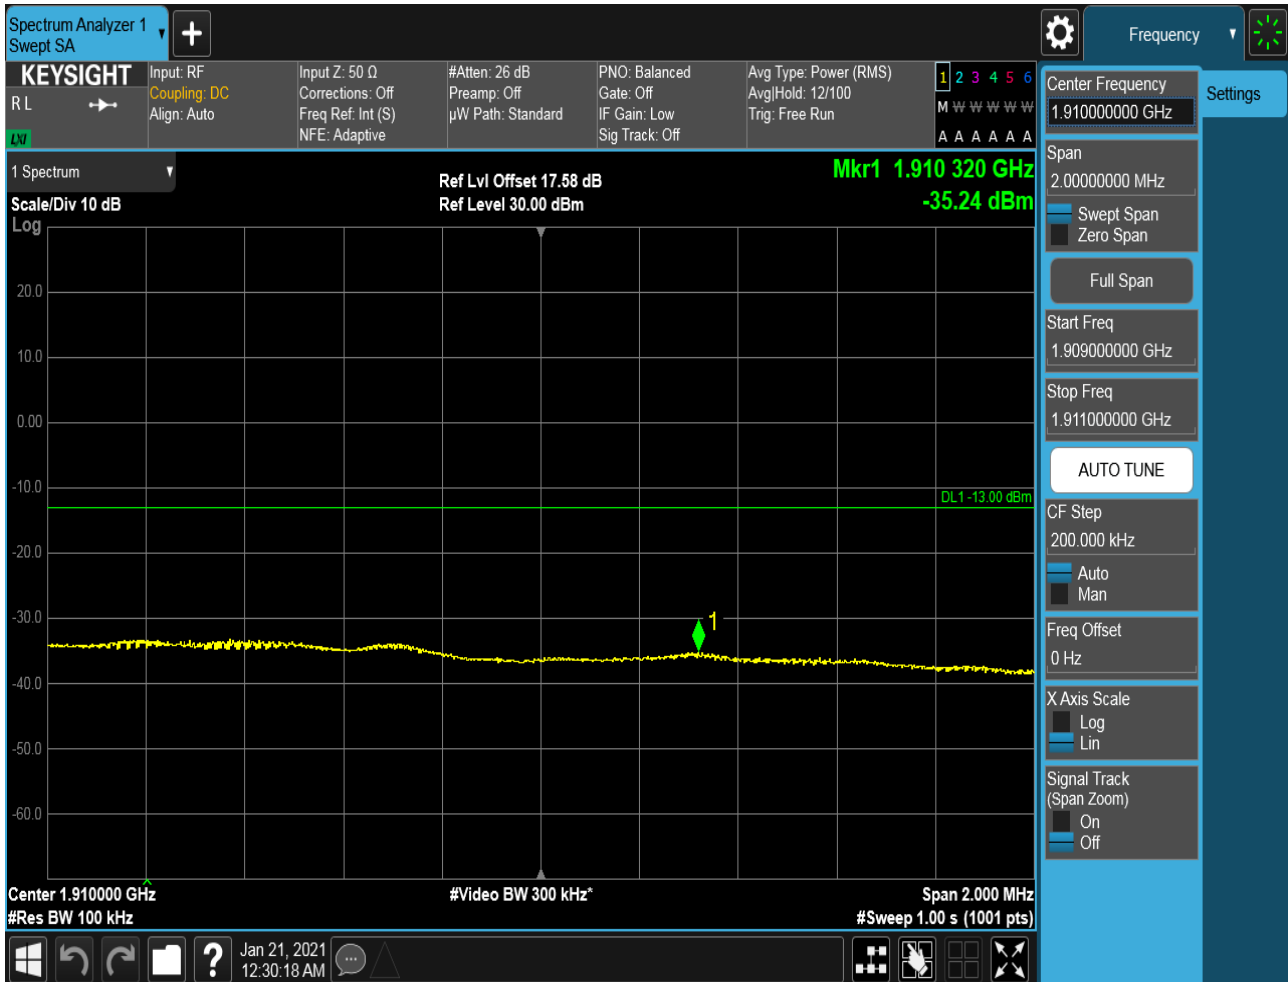 Spectrum Analyzer 1
Swept SA
Frequency
KEYSIGHT
R L
LXI
Input: RF
Coupling: DC
Align: Auto
Input Z: 50 Ω
Corrections: Off
Freq Ref: Int (S)
NFE: Adaptive
#Atten: 26 dB
Preamp: Off
µW Path: Standard
PNO: Balanced
Gate: Off
IF Gain: Low
Sig Track: Off
Avg Type: Power (RMS)
Avg|Hold: 12/100
Trig: Free Run
1 2 3 4 5 6
M W W W W W
A A A A A A
1 Spectrum
Scale/Div 10 dB
Log
Ref Lvl Offset 17.58 dB
Ref Level 30.00 dBm
Mkr1 1.910 320 GHz
-35.24 dBm
20.0
10.0
0.00
-10.0
-20.0
-30.0
-40.0
-50.0
-60.0
DL1 -13.00 dBm
1
Center 1.910000 GHz
#Res BW 100 kHz
#Video BW 300 kHz*
Span 2.000 MHz
#Sweep 1.00 s (1001 pts)
Center Frequency
1.910000000 GHz
Settings
Span
2.00000000 MHz
Swept Span
Zero Span
Full Span
Start Freq
1.909000000 GHz
Stop Freq
1.911000000 GHz
AUTO TUNE
CF Step
200.000 kHz
Auto
Man
Freq Offset
0 Hz
X Axis Scale
Log
Lin
Signal Track
(Span Zoom)
On
Off
?
Jan 21, 2021
12:30:18 AM